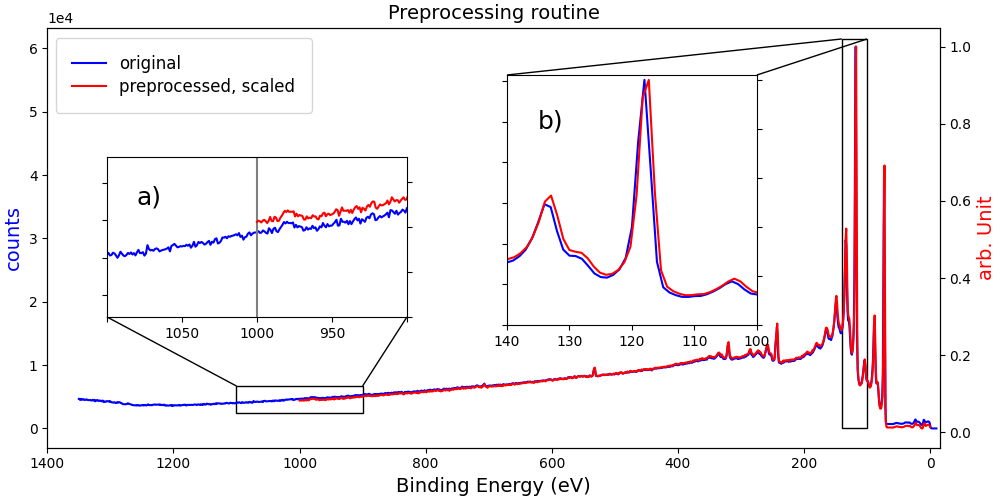 Preprocessing routine
1e4
original
preprocessed, scaled
a)
1050 1000 950
b)
140 130 120 110 100
6
5
4
3
2
1
0
counts
1.0
0.8
0.6
0.4
0.2
0.0
arb. Unit
1400 1200 1000 800 600 400 200 0
Binding Energy (eV)